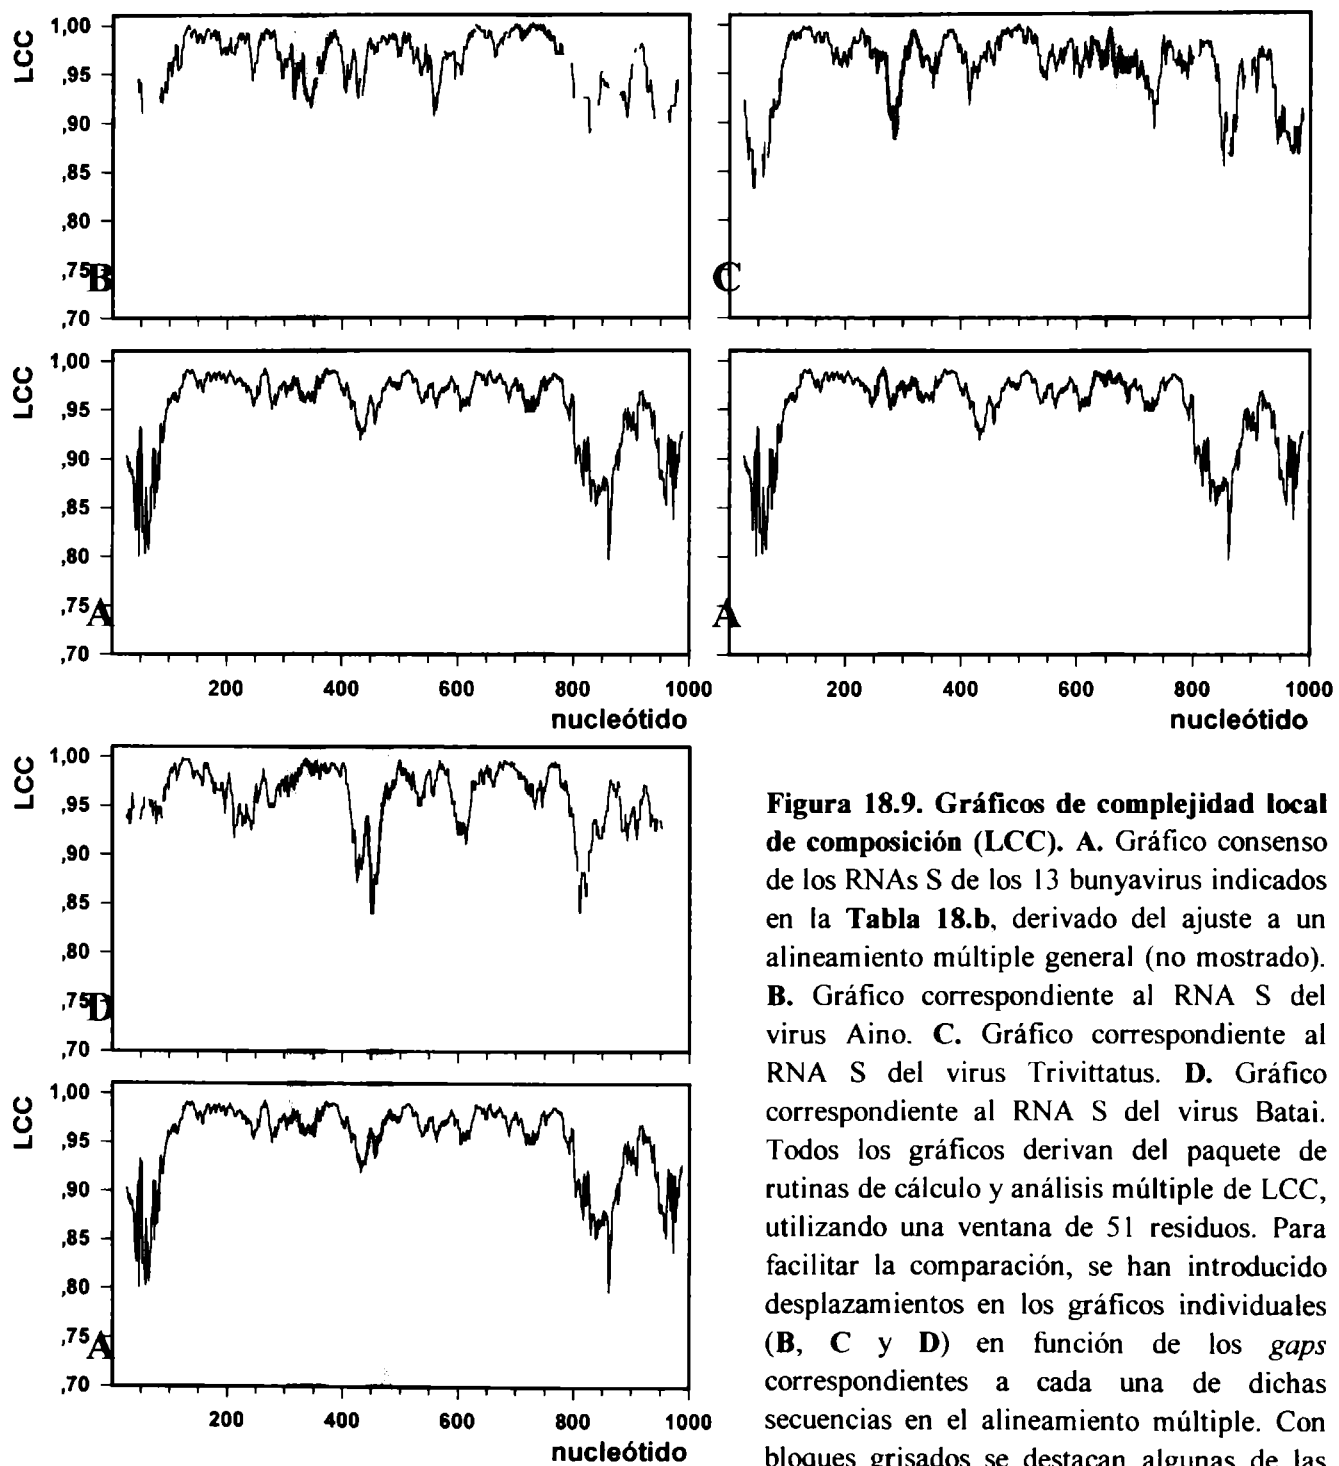 LCC
1,00
,95
,90
,85
,80
,75
B
,70
C
LCC
1,00
,95
,90
,85
,80
,75
A
,70
A
200 400 600 800 1000
nucleótido
200 400 600 800 1000
nucleótido
LCC
1,00
,95
,90
,85
,80
,75
D
,70
LCC
1,00
,95
,90
,85
,80
,75
A
,70
200 400 600 800 1000
nucleótido
Figura 18.9. Gráficos de complejidad local
de composición (LCC). A. Gráfico consenso
de los RNAs S de los 13 bunyavirus indicados
en la Tabla 18.b, derivado del ajuste a un
alineamiento múltiple general (no mostrado).
B. Gráfico correspondiente al RNA S del
virus Aino. C. Gráfico correspondiente al
RNA S del virus Trivittatus. D. Gráfico
correspondiente al RNA S del virus Batai.
Todos los gráficos derivan del paquete de
rutinas de cálculo y análisis múltiple de LCC,
utilizando una ventana de 51 residuos. Para
facilitar la comparación, se han introducido
desplazamientos en los gráficos individuales
(B, C y D) en función de los gaps
correspondientes a cada una de dichas
secuencias en el alineamiento múltiple. Con
bloques grisados se destacan algunas de las